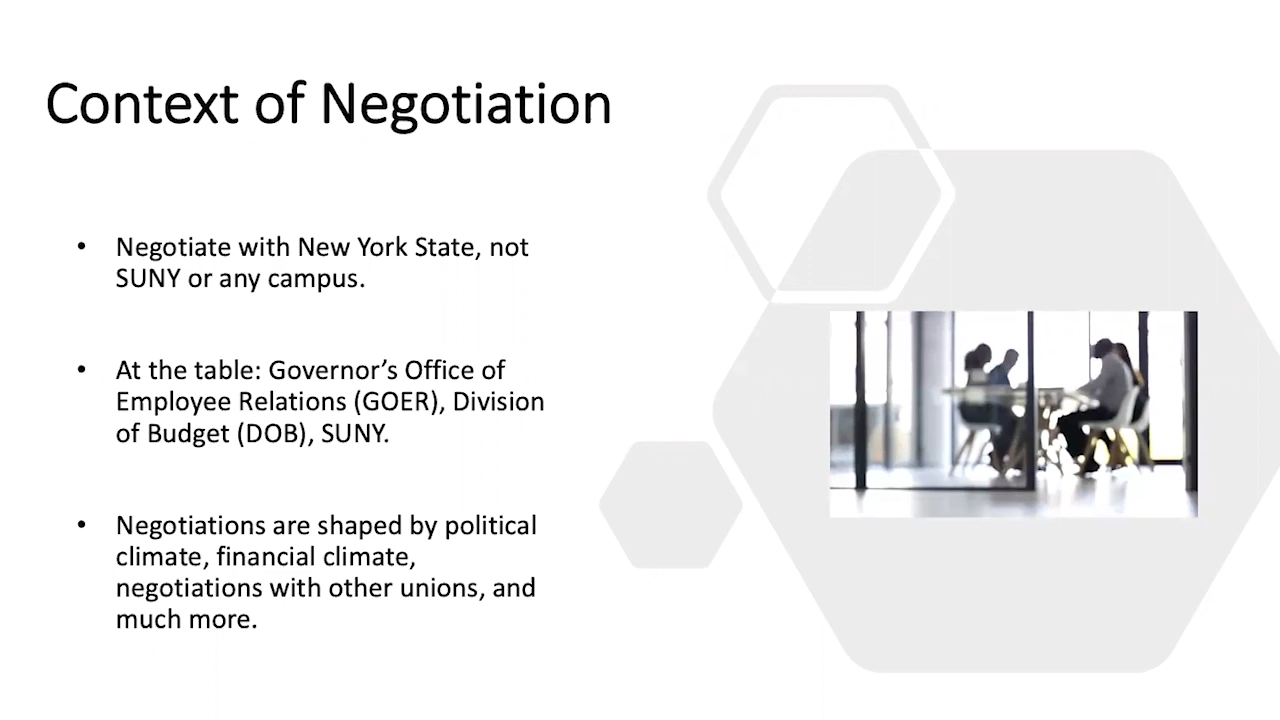 Context of Negotiation
• Negotiate with New York State, not
SUNY or any campus.
• At the table: Governor’s Office of
Employee Relations (GOER), Division
of Budget (DOB), SUNY.
• Negotiations are shaped by political
climate, financial climate,
negotiations with other unions, and
much more.